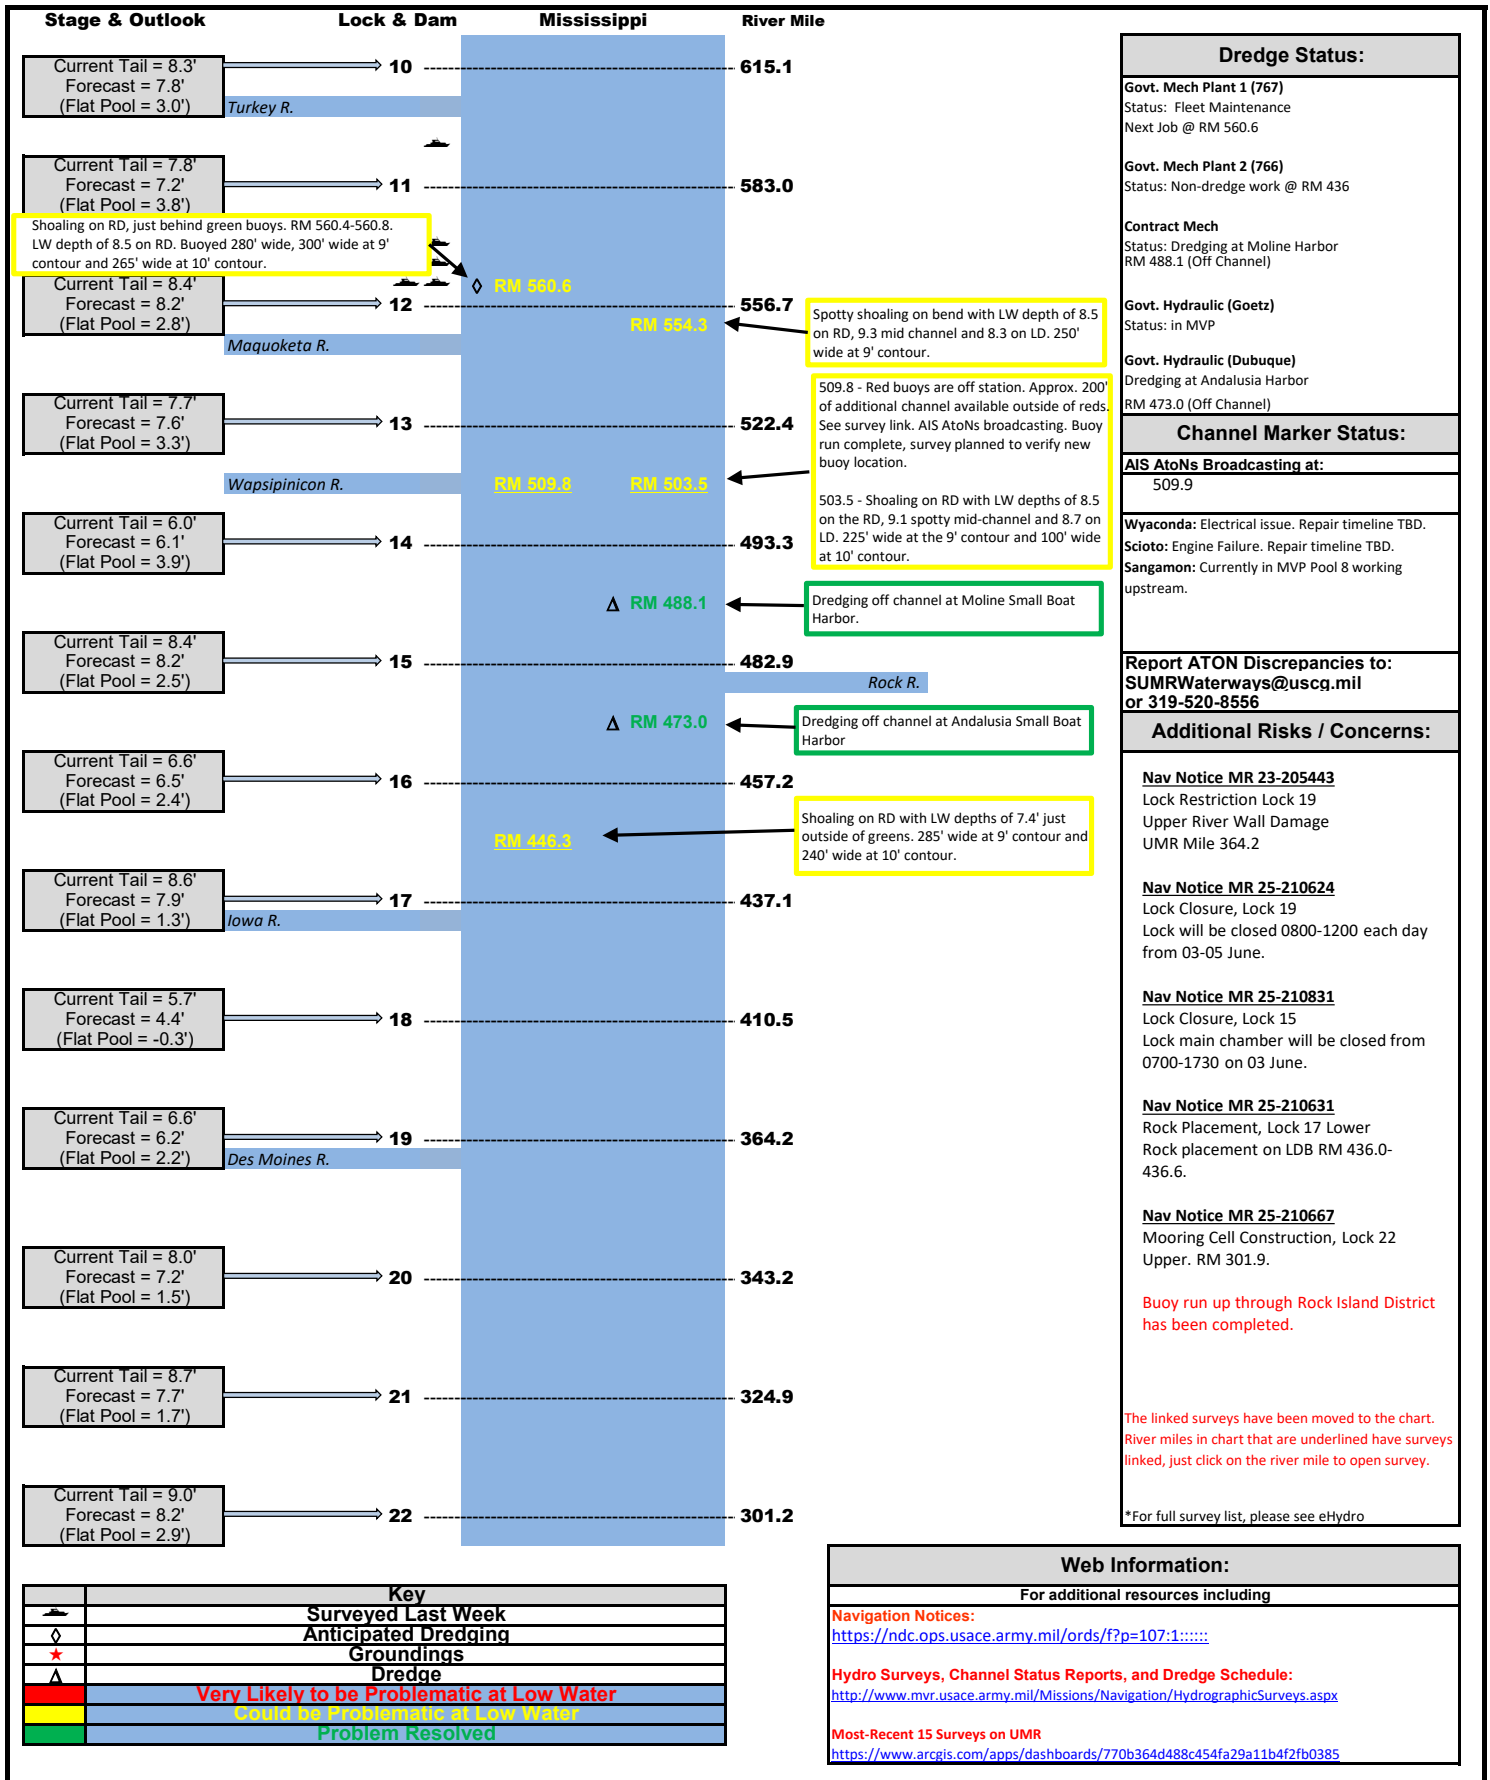 Stage & Outlook
Lock & Dam
Mississippi
River Mile
Current Tail = 8.3'
Forecast = 7.8'
(Flat Pool = 3.0')
10
615.1
Turkey R.
Current Tail = 7.8'
Forecast = 7.2'
(Flat Pool = 3.8')
11
583.0
Shoaling on RD, just behind green buoys. RM 560.4-560.8.
LW depth of 8.5 on RD. Buoyed 280' wide, 300' wide at 9'
contour and 265' wide at 10' contour.
RM 560.6
Current Tail = 8.4'
Forecast = 8.2'
(Flat Pool = 2.8')
12
556.7
RM 554.3
Spotty shoaling on bend with LW depth of 8.5
on RD, 9.3 mid channel and 8.3 on LD. 250'
wide at 9' contour.
Maquoketa R.
Current Tail = 7.7'
Forecast = 7.6'
(Flat Pool = 3.3')
13
522.4
509.8 - Red buoys are off station. Approx. 200'
of additional channel available outside of reds.
See survey link. AIS AtoNs broadcasting. Buoy
run complete, survey planned to verify new
buoy location.
503.5 - Shoaling on RD with LW depths of 8.5
on the RD, 9.1 spotty mid-channel and 8.7 on
LD. 225' wide at the 9' contour and 100' wide
at 10' contour.
Wapsipinicon R.
RM 509.8
RM 503.5
Current Tail = 6.0'
Forecast = 6.1'
(Flat Pool = 3.9')
14
493.3
RM 488.1
Dredging off channel at Moline Small Boat
Harbor.
Current Tail = 8.4'
Forecast = 8.2'
(Flat Pool = 2.5')
15
482.9
Rock R.
RM 473.0
Dredging off channel at Andalusia Small Boat
Harbor
Current Tail = 6.6'
Forecast = 6.5'
(Flat Pool = 2.4')
16
457.2
RM 446.3
Shoaling on RD with LW depths of 7.4' just
outside of greens. 285' wide at 9' contour and
240' wide at 10' contour.
Current Tail = 8.6'
Forecast = 7.9'
(Flat Pool = 1.3')
17
437.1
Iowa R.
Current Tail = 5.7'
Forecast = 4.4'
(Flat Pool = -0.3')
18
410.5
Current Tail = 6.6'
Forecast = 6.2'
(Flat Pool = 2.2')
19
364.2
Des Moines R.
Current Tail = 8.0'
Forecast = 7.2'
(Flat Pool = 1.5')
20
343.2
Current Tail = 8.7'
Forecast = 7.7'
(Flat Pool = 1.7')
21
324.9
Current Tail = 9.0'
Forecast = 8.2'
(Flat Pool = 2.9')
22
301.2
Dredge Status:
Govt. Mech Plant 1 (767)
Status:  Fleet Maintenance
Next Job @ RM 560.6
Govt. Mech Plant 2 (766)
Status: Non-dredge work @ RM 436
Contract Mech
Status: Dredging at Moline Harbor
RM 488.1 (Off Channel)
Govt. Hydraulic (Goetz)
Status: in MVP
Govt. Hydraulic (Dubuque)
Dredging at Andalusia Harbor
RM 473.0 (Off Channel)
Channel Marker Status:
AIS AtoNs Broadcasting at:
509.9
Wyaconda: Electrical issue. Repair timeline TBD.
Scioto: Engine Failure. Repair timeline TBD.
Sangamon: Currently in MVP Pool 8 working
upstream.
Report ATON Discrepancies to:
SUMRWaterways@uscg.mil
or 319-520-8556
Additional Risks / Concerns:
Nav Notice MR 23-205443
Lock Restriction Lock 19
Upper River Wall Damage
UMR Mile 364.2
Nav Notice MR 25-210624
Lock Closure, Lock 19
Lock will be closed 0800-1200 each day
from 03-05 June.
Nav Notice MR 25-210831
Lock Closure, Lock 15
Lock main chamber will be closed from
0700-1730 on 03 June.
Nav Notice MR 25-210631
Rock Placement, Lock 17 Lower
Rock placement on LDB RM 436.0-
436.6.
Nav Notice MR 25-210667
Mooring Cell Construction, Lock 22
Upper. RM 301.9.
Buoy run up through Rock Island District
has been completed.
The linked surveys have been moved to the chart.
River miles in chart that are underlined have surveys
linked, just click on the river mile to open survey.
*For full survey list, please see eHydro
Key
Surveyed Last Week
Anticipated Dredging
Groundings
Dredge
Very Likely to be Problematic at Low Water
Could be Problematic at Low Water
Problem Resolved
Web Information:
For additional resources including
Navigation Notices:
https://ndc.ops.usace.army.mil/ords/f?p=107:1::::::
Hydro Surveys, Channel Status Reports, and Dredge Schedule:
http://www.mvr.usace.army.mil/Missions/Navigation/HydrographicSurveys.aspx
Most-Recent 15 Surveys on UMR
https://www.arcgis.com/apps/dashboards/770b364d488c454fa29a11b4f2fb0385